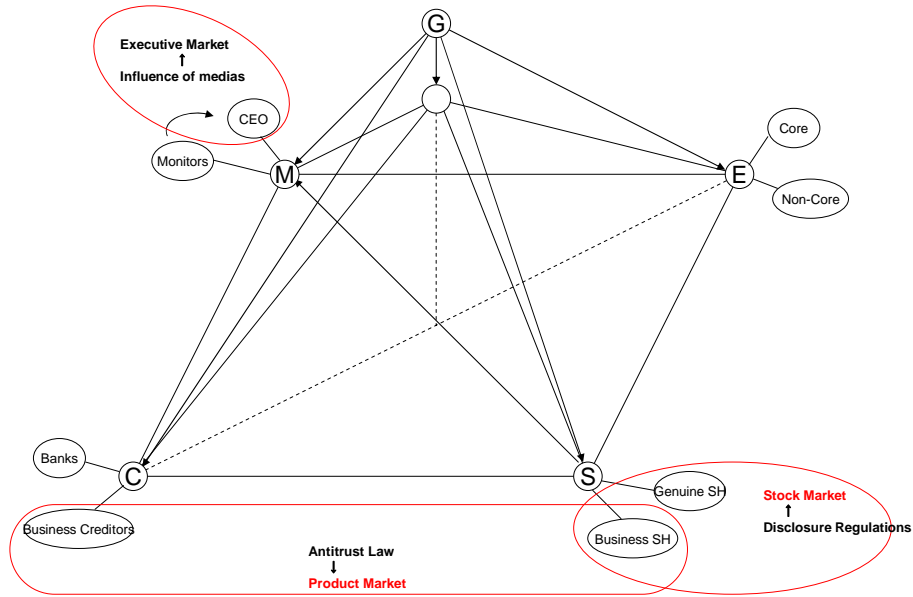 G
Executive Market
Influence of medias
CEO
Monitors
M
E
Core
Non-Core
Banks
C
Business Creditors
S
Genuine SH
Business SH
Stock Market
Disclosure Regulations
Antitrust Law
Product Market